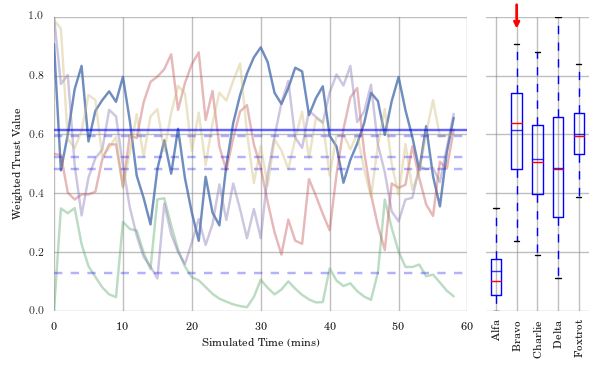 Weighted Trust Value
1.0
0.8
0.6
0.4
0.2
0.0
0
10
20
30
40
50
60
Simulated Time (mins)
Alfa
Bravo
Charlie
Delta
Foxtrot